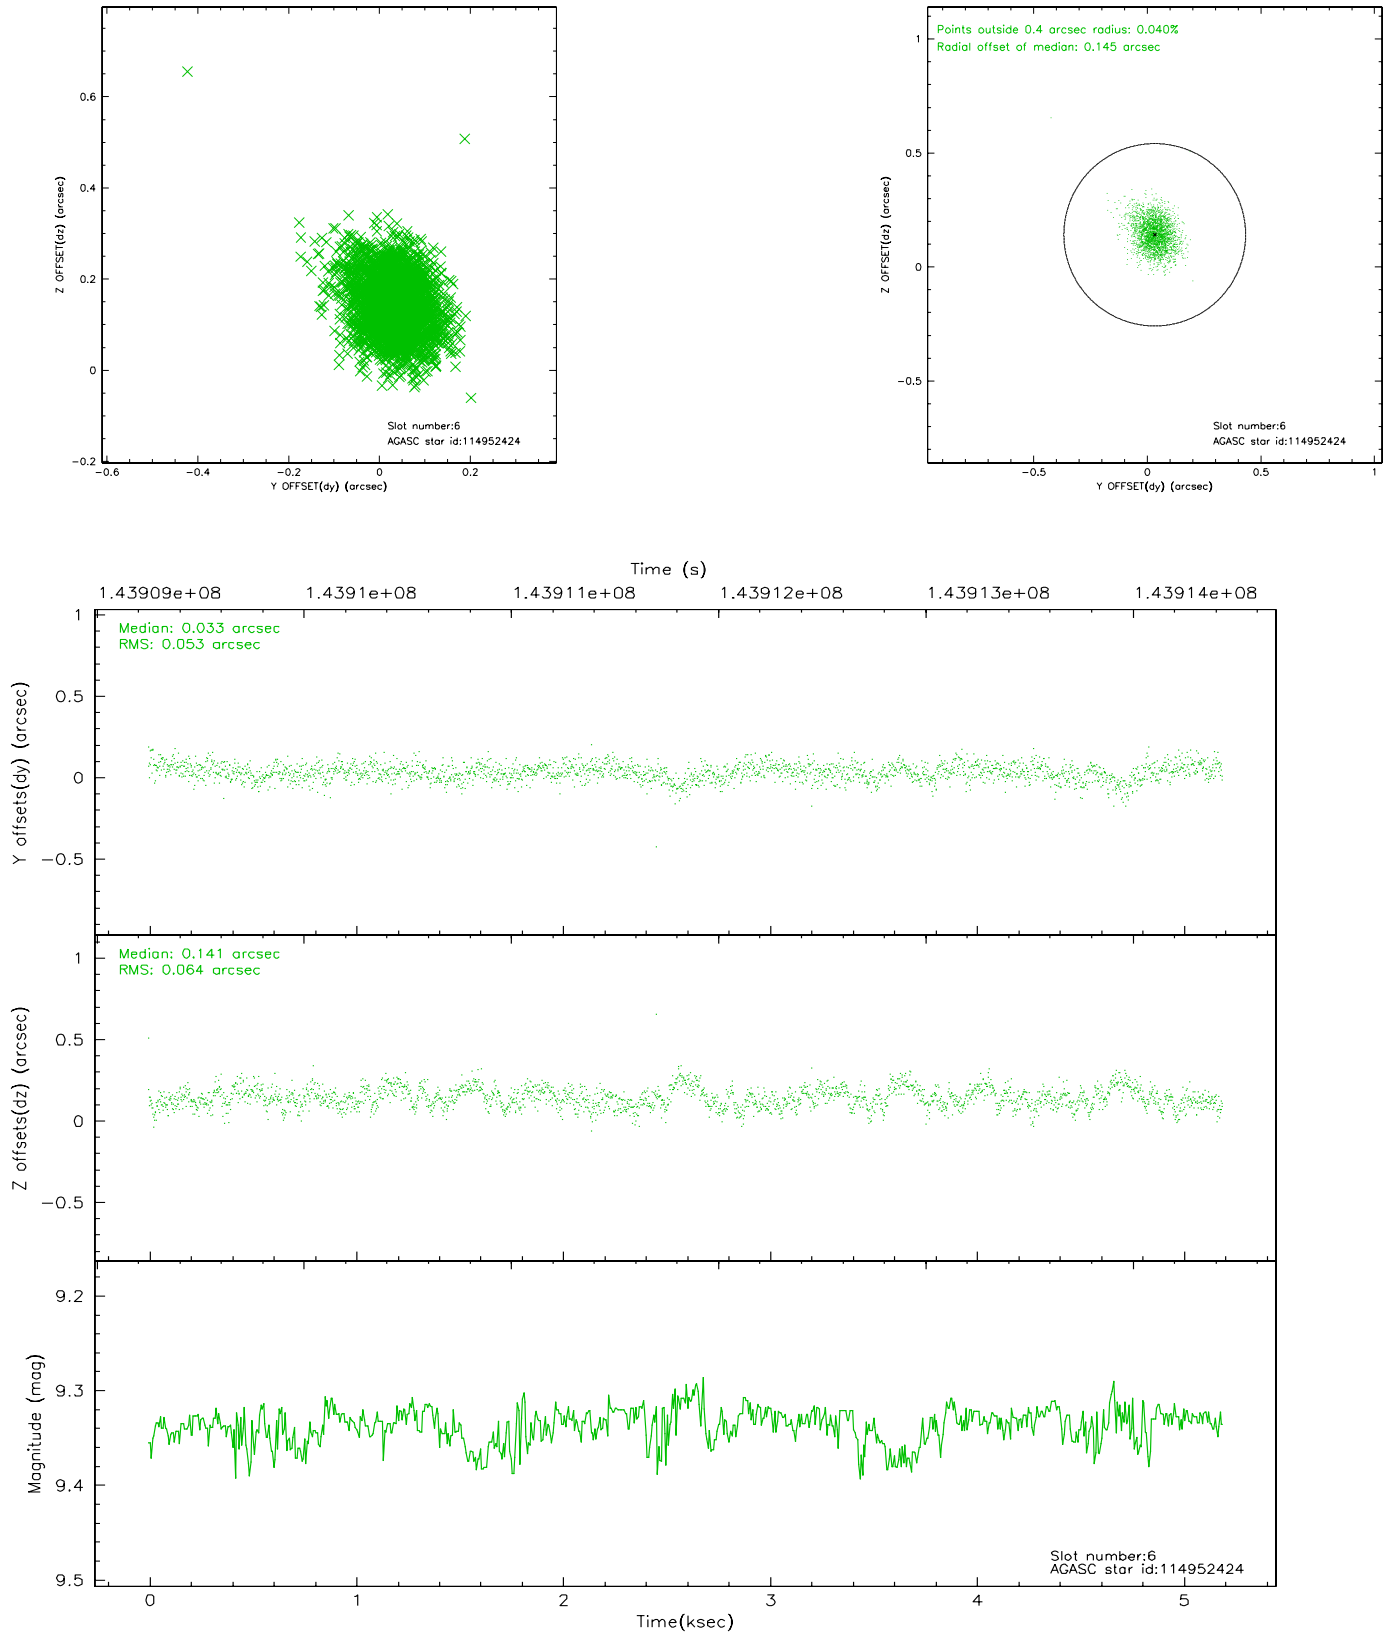 0.6
0.4
0.2
0
−0.2
Z OFFSET(dz) (arcsec)
−0.6
−0.4
−0.2
0
0.2
Y OFFSET(dy) (arcsec)
Slot number:6
AGASC star id:114952424
Points outside 0.4 arcsec radius: 0.040%
Radial offset of median: 0.145 arcsec
1
0.5
0
−0.5
Z OFFSET(dz) (arcsec)
−0.5
0
0.5
1
Y OFFSET(dy) (arcsec)
Slot number:6
AGASC star id:114952424
Time (s)
1.43909e+08
1.4391e+08
1.43911e+08
1.43912e+08
1.43913e+08
1.43914e+08
Median: 0.033 arcsec
RMS: 0.053 arcsec
1
0.5
0
−0.5
Y offsets(dy) (arcsec)
Median: 0.141 arcsec
RMS: 0.064 arcsec
1
0.5
0
−0.5
Z offsets(dz) (arcsec)
9.2
9.3
9.4
9.5
Magnitude (mag)
Slot number:6
AGASC star id:114952424
0
1
2
3
4
5
Time(ksec)